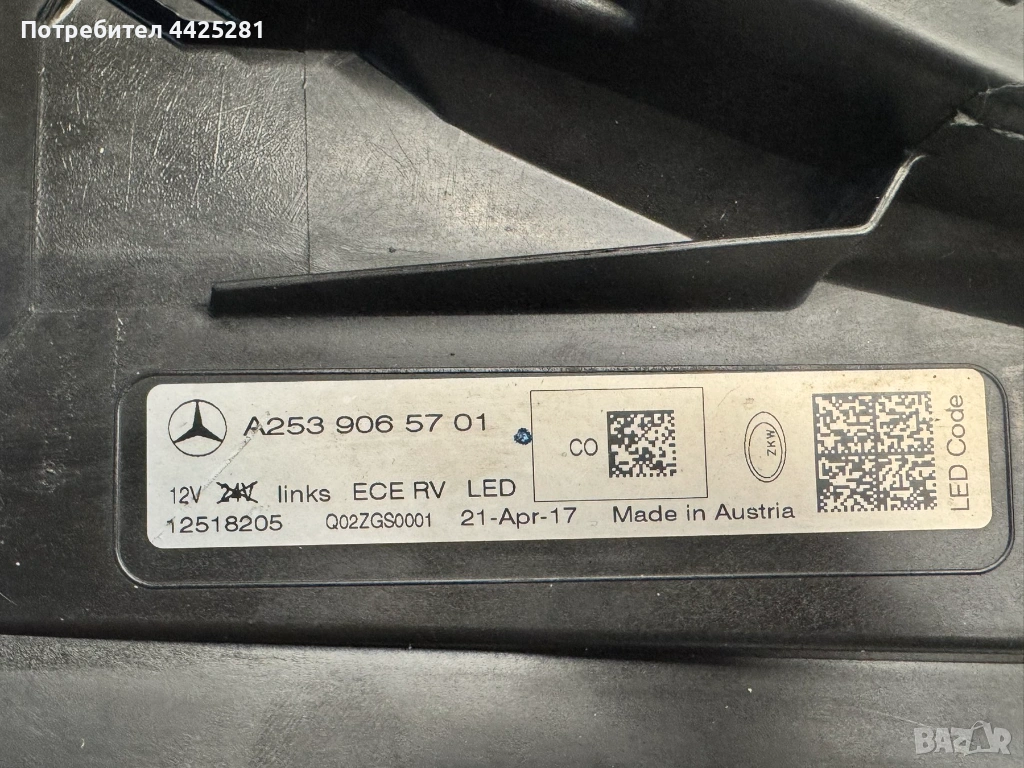 Потребител 4425281
A253 906 57 01
CO
ZKW
LED Code
12V 24V links ECE RV LED
12518205 Q02ZGS0001 21-Apr-17 Made in Austria
BAZAR